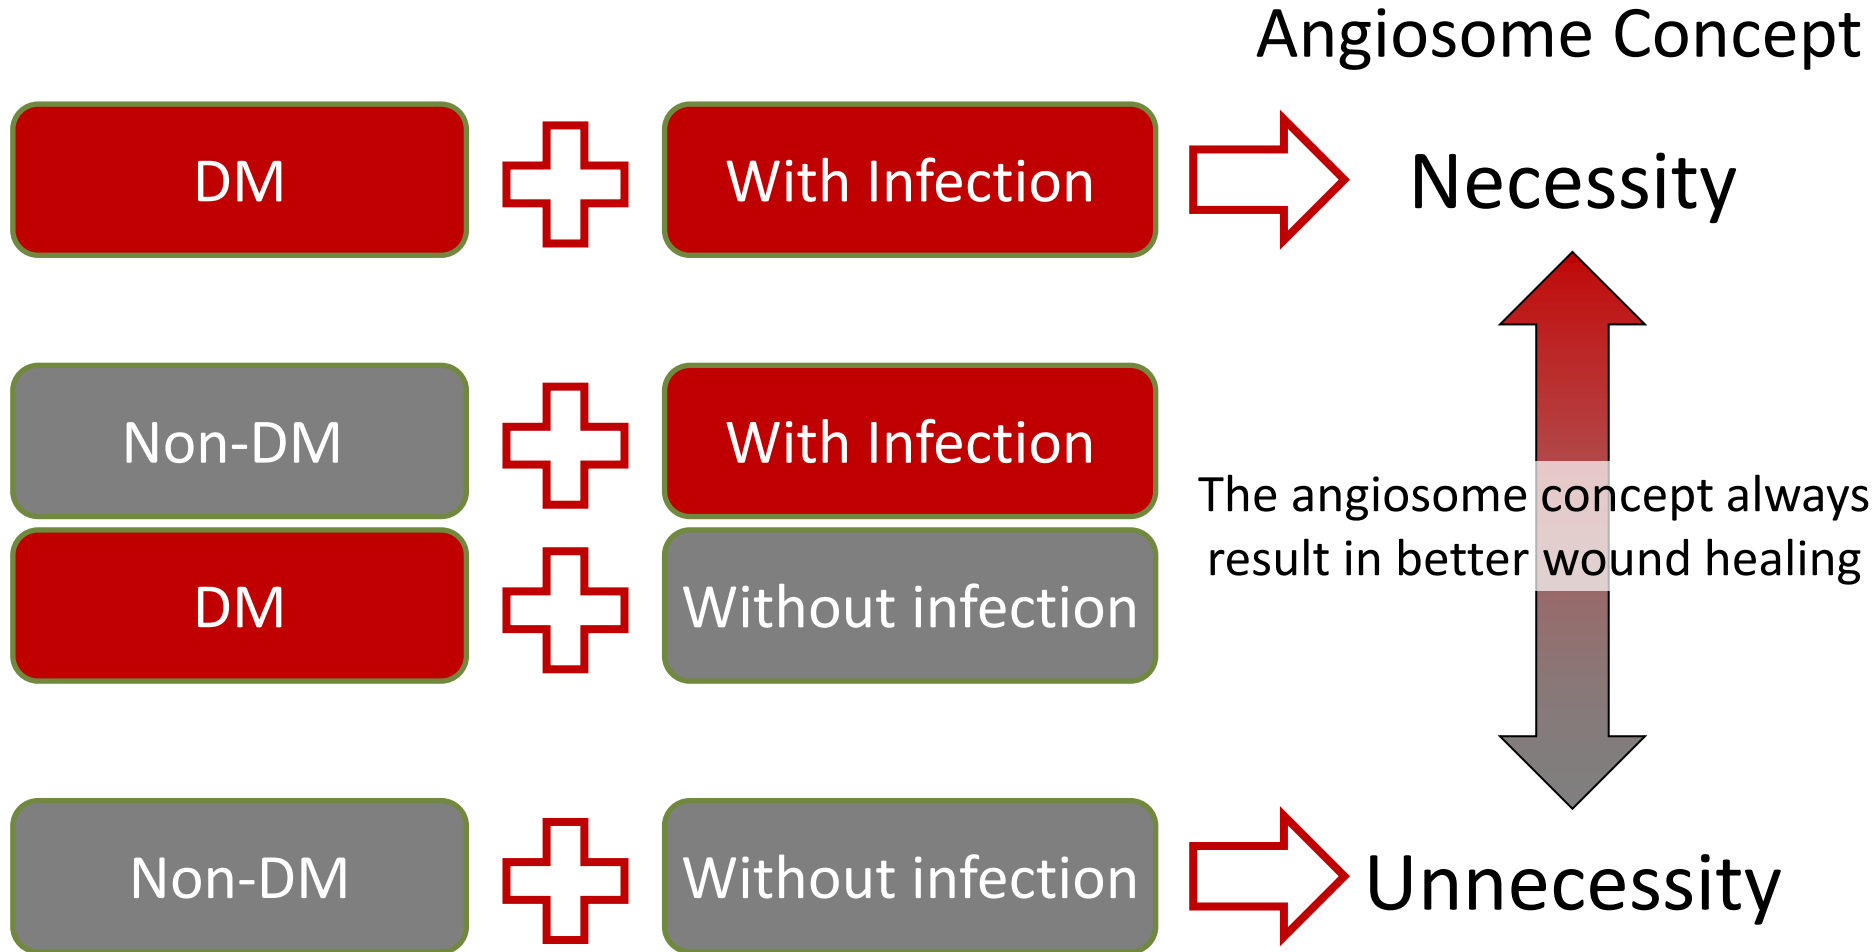 Angiosome Concept
DM
With Infection
Necessity
Non-DM
With Infection
The angiosome concept always
result in better wound healing
DM
Without infection
Non-DM
Without infection
Unnecessity